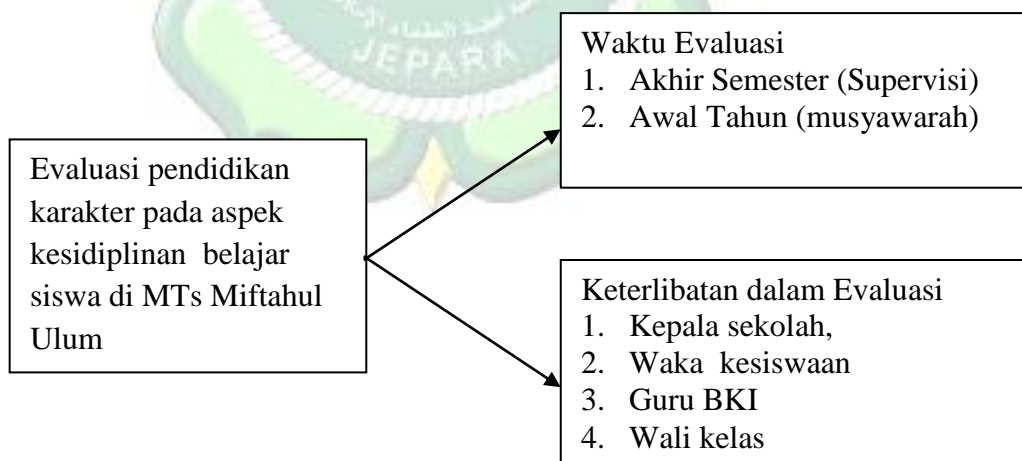 JEPARA
Waktu Evaluasi
1. Akhir Semester (Supervisi)
2. Awal Tahun (musyawarah)
Evaluasi pendidikan
karakter pada aspek
kesidiplinan belajar
siswa di MTs Miftahul
Ulum
Keterlibatan dalam Evaluasi
1. Kepala sekolah,
2. Waka kesiswaan
3. Guru BKI
4. Wali kelas